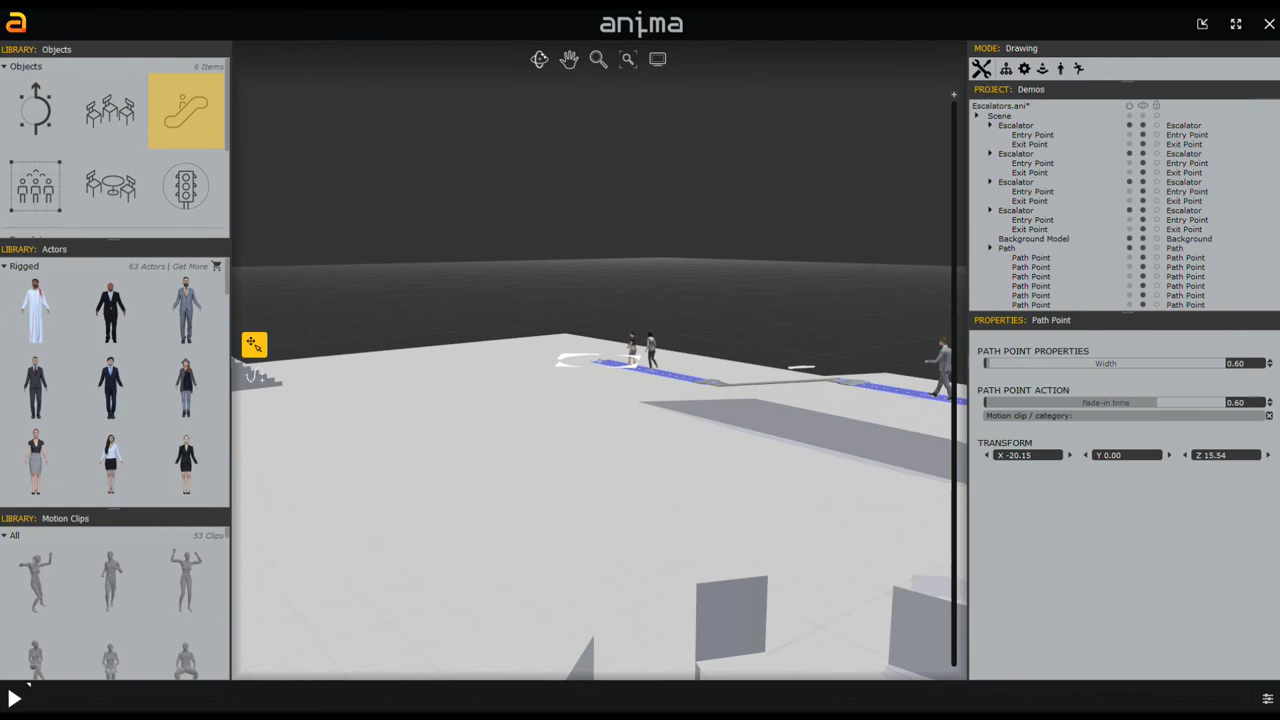 anima
LIBRARY: Objects
Objects 6 Items
LIBRARY: Actors
Rigged 63 Actors | Get More
LIBRARY: Motion Clips
All 53 Clips
MODE: Drawing
PROJECT: Demos
Escalators.ani*
Scene
Escalator Escalator
Entry Point Entry Point
Exit Point Exit Point
Escalator Escalator
Entry Point Entry Point
Exit Point Exit Point
Escalator Escalator
Entry Point Entry Point
Exit Point Exit Point
Escalator Escalator
Entry Point Entry Point
Exit Point Exit Point
Background Model Background
Path Path
Path Point Path Point
Path Point Path Point
Path Point Path Point
Path Point Path Point
Path Point Path Point
Path Point Path Point
PROPERTIES: Path Point
PATH POINT PROPERTIES
Width 0.60
PATH POINT ACTION
Fade-in time 0.60
Motion clip / category:
TRANSFORM
X -20.15 Y 0.00 Z 15.54